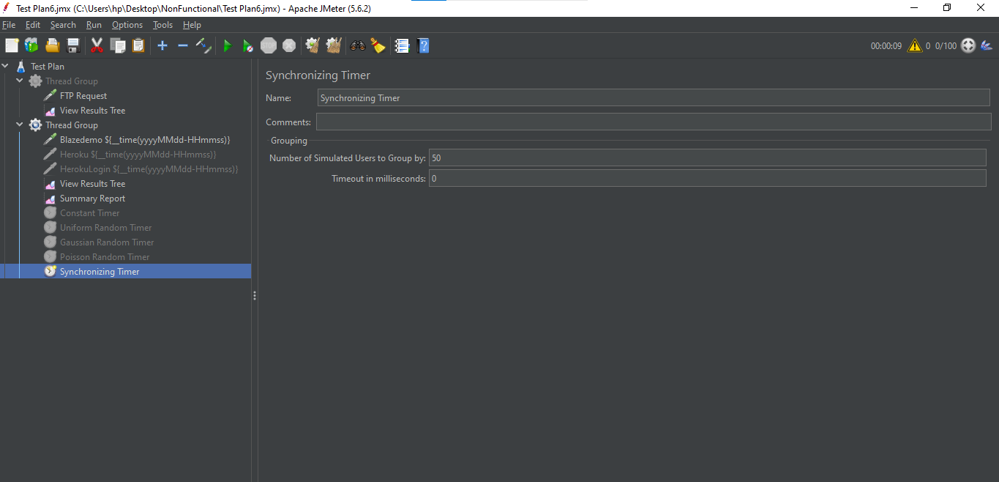 Test Plan6.jmx (C:\Users\hp\Desktop\NonFunctional\Test Plan6.jmx) - Apache JMeter (5.6.2)
File Edit Search Run Options Tools Help
STOP ? 00:00:09 0 0/100
Test Plan
Thread Group
FTP Request
View Results Tree
Thread Group
Blazedemo ${__time(yyyyMMdd-HHmmss)}
Heroku ${__time(yyyyMMdd-HHmmss)}
HerokuLogin ${__time(yyyyMMdd-HHmmss)}
View Results Tree
Summary Report
Constant Timer
Uniform Random Timer
Gaussian Random Timer
Poisson Random Timer
Synchronizing Timer
Synchronizing Timer
Name: Synchronizing Timer
Comments:
Grouping
Number of Simulated Users to Group by: 50
Timeout in milliseconds: 0